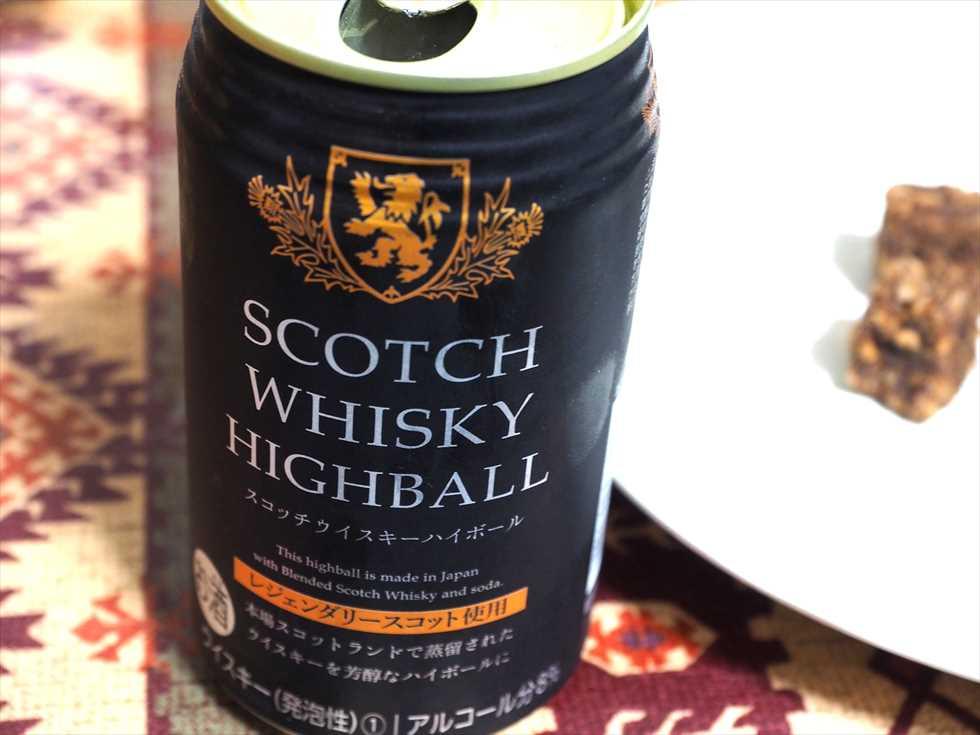 SCOTCH
WHISKY
HIGHBALL
スコッチウイスキーハイボール
This highball is made in Japan
with Blended Scotch Whisky and soda.
レジェンダリースコット使用
お酒
本場スコットランドで蒸留された
ウイスキーを芳醇なハイボールに
ウイスキー(発泡性)①|アルコール分8%